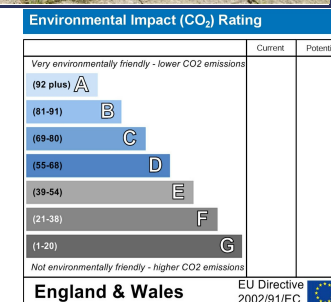 Environmental Impact (CO₂) Rating
Current Potenti
Very environmentally friendly - lower CO2 emissions
(92 plus) A
(81-91) B
(69-80) C
(55-68) D
(39-54) E
(21-38) F
(1-20) G
Not environmentally friendly - higher CO2 emissions
England & Wales
EU Directive
2002/91/EC